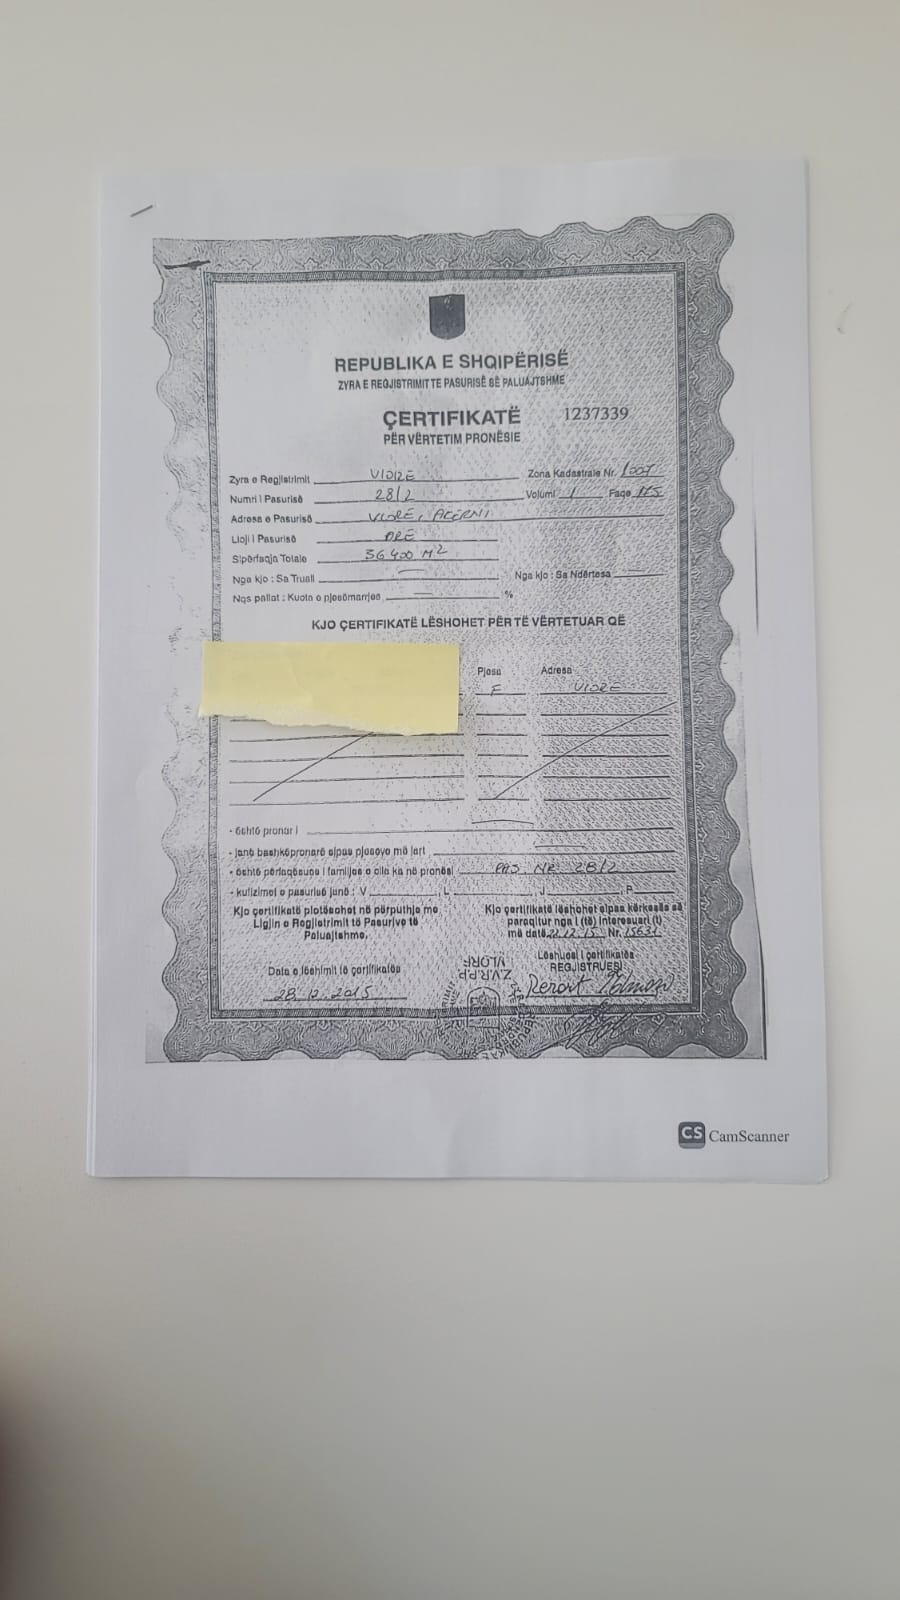 REPUBLIKA E SHQIPËRISË
ZYRA E REGJISTRIMIT TE PASURISË SË PALUAJTSHME
ÇERTIFIKATË 1237339
PËR VËRTETIM PRONËSIE
Zyra e Regjistrimit VLORE Zona Kadastrale Nr.
Numri i Pasurisë 28/2 Volumi 1 Faqe 115
Adresa e Pasurisë VLORE,
Lloji i Pasurisë ARE
Sipërfaqja Totale 36400 M2
Nga kjo : Sa Truall Nga kjo : Sa Ndërtesa
Nqs pallat : Kuota e pjesëmarrjes %
KJO ÇERTIFIKATË LËSHOHET PËR TË VËRTETUAR QË
Pjesa Adresa
F VLORE
- është pronar i
- janë bashkëpronarë sipas pjesëve më lart
- është përfaqësues i familjes e cila ka në pronësi PAS. NR 28/2
- kufizimet e pasurisë janë : V , L , J , P
Kjo çertifikatë plotësohet në përputhje me
Ligjin e Regjistrimit të Pasurive të
Paluajtshme.
Kjo çertifikatë lëshohet sipas kërkesës së
paraqitur nga i (të) interesuari (t)
më datë 22.12.15 Nr. 15631
Data e lëshimit të çertifikatës
28.12.2015
Lëshuesi i çertifikatës
REGJISTRUESI
Z.V.R.P.P.
VLORË
CS CamScanner